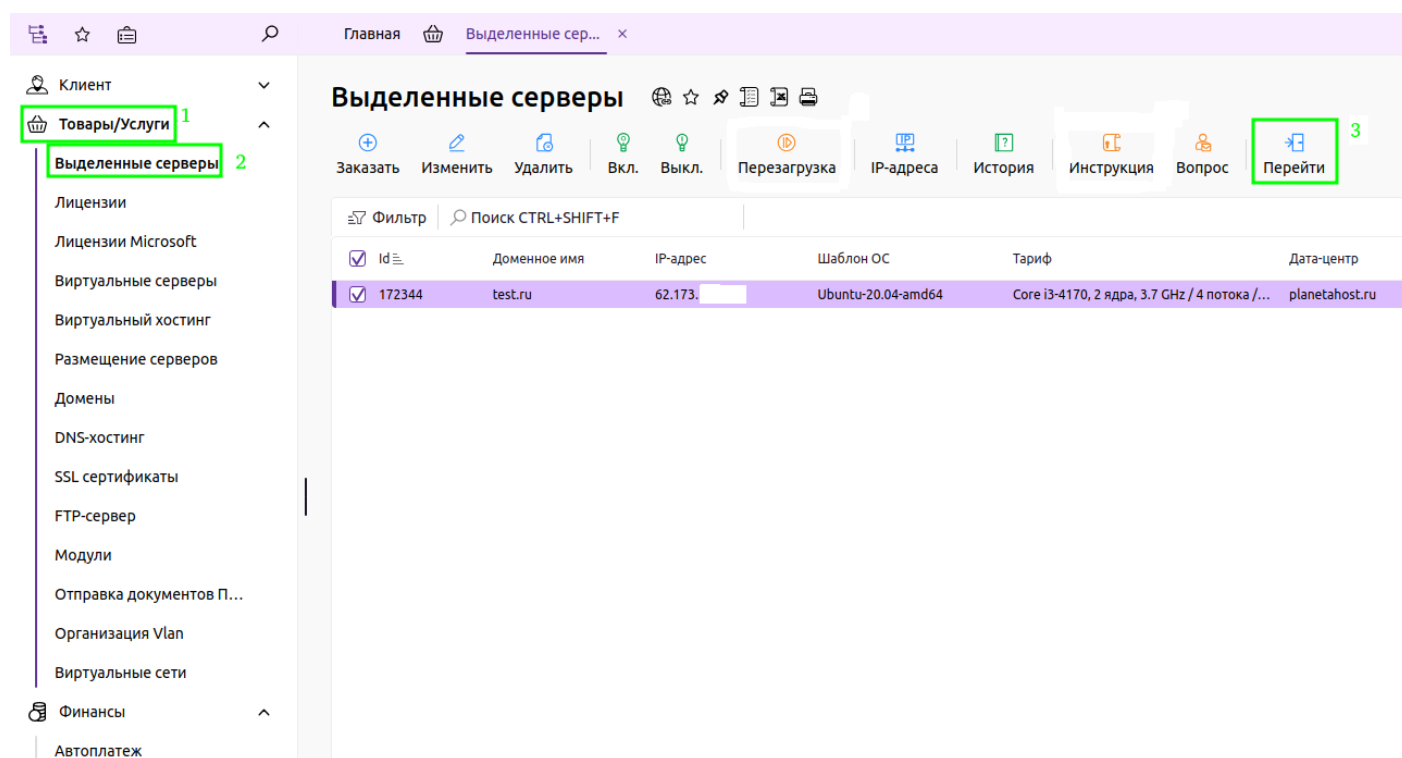 Главная
Выделенные сер... ×
Клиент
Товары/Услуги 1
Выделенные серверы 2
Лицензии
Лицензии Microsoft
Виртуальные серверы
Виртуальный хостинг
Размещение серверов
Домены
DNS-хостинг
SSL сертификаты
FTP-сервер
Модули
Отправка документов П...
Организация Vlan
Виртуальные сети
Финансы
Автоплатеж
Выделенные серверы
Заказать Изменить Удалить Вкл. Выкл. Перезагрузка IP-адреса История Инструкция Вопрос Перейти 3
Фильтр Поиск CTRL+SHIFT+F
Id Доменное имя IP-адрес Шаблон ОС Тариф Дата-центр
172344 test.ru 62.173. Ubuntu-20.04-amd64 Core i3-4170, 2 ядра, 3.7 GHz / 4 потока /... planetahost.ru